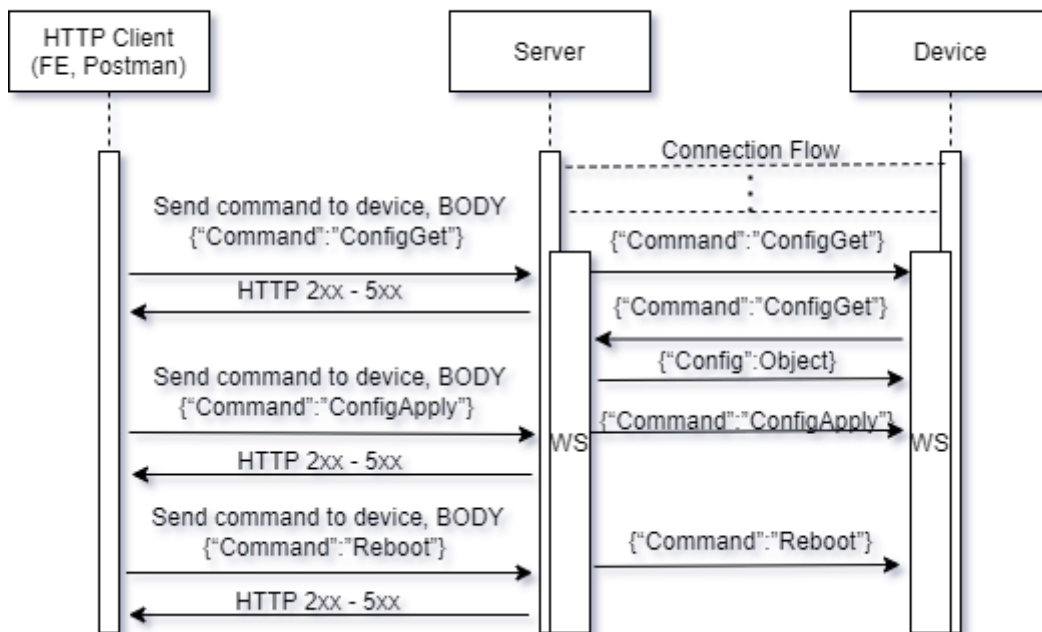 HTTP Client
(FE, Postman)
Server
Device
Connection Flow
Send command to device, BODY
{“Command”:”ConfigGet”}
{“Command”:”ConfigGet”}
HTTP 2xx - 5xx
{“Command”:”ConfigGet”}
{“Config”:Object}
Send command to device, BODY
{“Command”:”ConfigApply”}
{“Command”:”ConfigApply”}
WS
WS
HTTP 2xx - 5xx
Send command to device, BODY
{“Command”:”Reboot”}
{“Command”:”Reboot”}
HTTP 2xx - 5xx